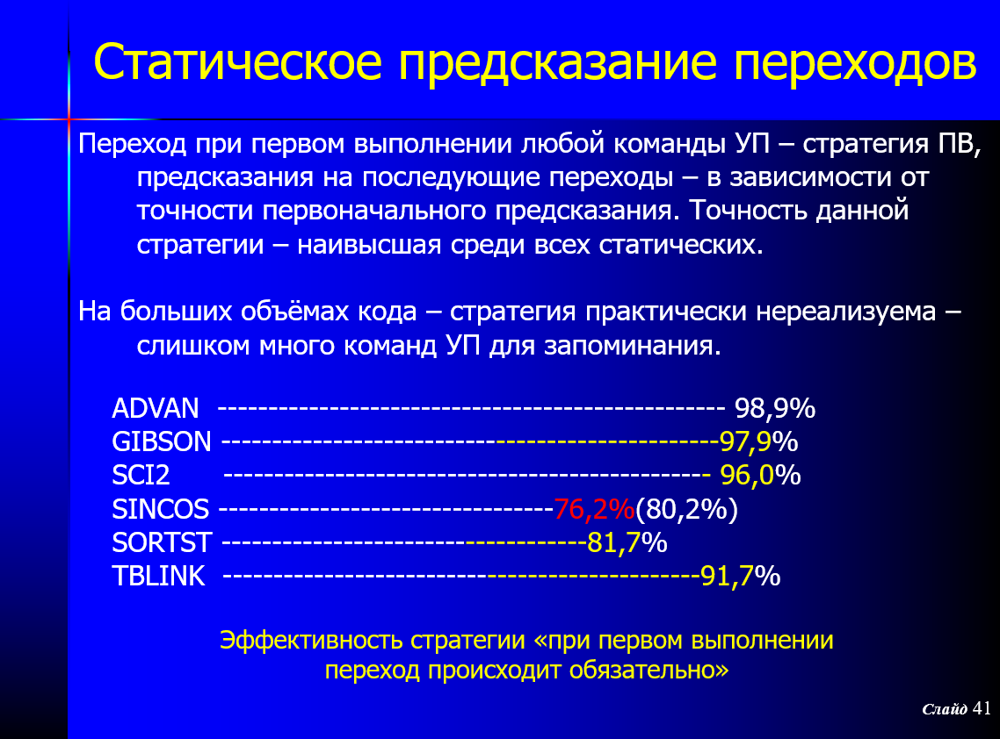 Статическое предсказание переходов
Переход при первом выполнении любой команды УП – стратегия ПВ,
предсказания на последующие переходы – в зависимости от
точности первоначального предсказания. Точность данной
стратегии – наивысшая среди всех статических.
На больших объёмах кода – стратегия практически нереализуема –
слишком много команд УП для запоминания.
ADVAN -------------------------------------------------- 98,9%
GIBSON -------------------------------------------------97,9%
SCI2 ------------------------------------------------ 96,0%
SINCOS ---------------------------------76,2%(80,2%)
SORTST ------------------------------------81,7%
TBLINK -----------------------------------------------91,7%
Эффективность стратегии «при первом выполнении
переход происходит обязательно»
Слайд 41